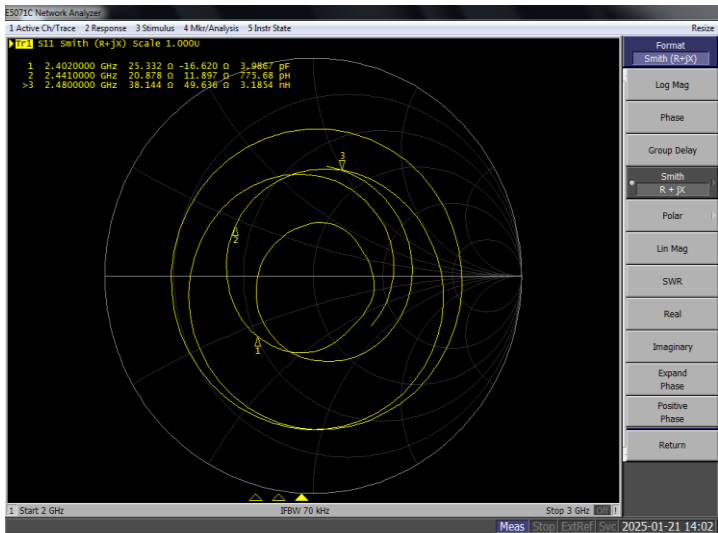 E5071C Network Analyzer
1 Active Ch/Trace 2 Response 3 Stimulus 4 Mkr/Analysis 5 Instr State
Resize
Tr1 S11 Smith (R+jX) Scale 1.000U
1 2.4020000 GHz 25.332 Ω -16.620 Ω 3.9867 pF
2 2.4410000 GHz 20.878 Ω 11.897 Ω 775.68 pH
>3 2.4800000 GHz 38.144 Ω 49.636 Ω 3.1854 nH
3
2
1
Format
Smith (R+jX)
Log Mag
Phase
Group Delay
Smith
R + jX
Polar
Lin Mag
SWR
Real
Imaginary
Expand
Phase
Positive
Phase
Return
1 Start 2 GHz
IFBW 70 kHz
Stop 3 GHz Off !
Meas Stop ExtRef Svc 2025-01-21 14:02